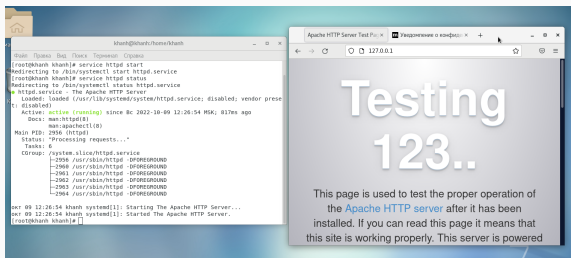 khanh@khanh:/home/khanh
Файл Правка Вид Поиск Терминал Справка
[root@khanh khanh]# service httpd start
Redirecting to /bin/systemctl start httpd.service
[root@khanh khanh]# service httpd status
Redirecting to /bin/systemctl status httpd.service
● httpd.service - The Apache HTTP Server
Loaded: loaded (/usr/lib/systemd/system/httpd.service; disabled; vendor prese
t: disabled)
Active: active (running) since Вс 2022-10-09 12:26:54 MSK; 817ms ago
Docs: man:httpd(8)
man:apachectl(8)
Main PID: 2956 (httpd)
Status: "Processing requests..."
Tasks: 6
CGroup: /system.slice/httpd.service
├─2956 /usr/sbin/httpd -DFOREGROUND
├─2960 /usr/sbin/httpd -DFOREGROUND
├─2961 /usr/sbin/httpd -DFOREGROUND
├─2962 /usr/sbin/httpd -DFOREGROUND
├─2963 /usr/sbin/httpd -DFOREGROUND
└─2964 /usr/sbin/httpd -DFOREGROUND
окт 09 12:26:54 khanh systemd[1]: Starting The Apache HTTP Server...
окт 09 12:26:54 khanh systemd[1]: Started The Apache HTTP Server.
[root@khanh khanh]#
Apache HTTP Server Test Pag
Уведомление о конфиде
127.0.0.1
Testing
123..
This page is used to test the proper operation of
the Apache HTTP server after it has been
installed. If you can read this page it means that
this site is working properly. This server is powered